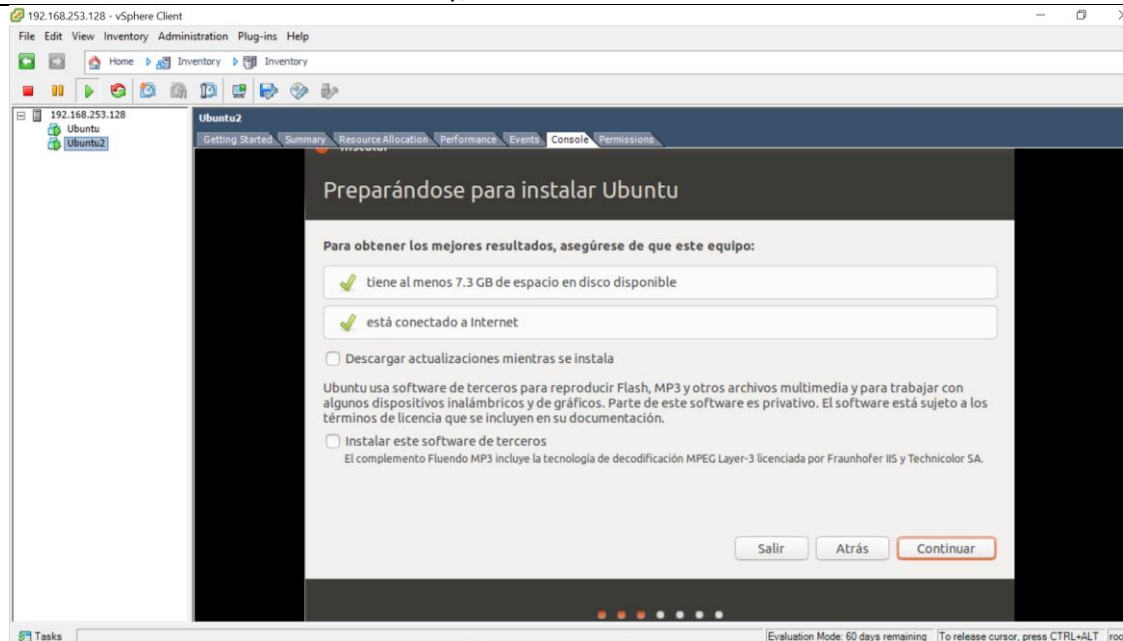 192.168.253.128 - vSphere Client
File Edit View Inventory Administration Plug-ins Help
Home Inventory Inventory
192.168.253.128
Ubuntu
Ubuntu2
Ubuntu2
Getting Started Summary Resource Allocation Performance Events Console Permissions
Instalar
Preparándose para instalar Ubuntu
Para obtener los mejores resultados, asegúrese de que este equipo:
tiene al menos 7.3 GB de espacio en disco disponible
está conectado a Internet
Descargar actualizaciones mientras se instala
Ubuntu usa software de terceros para reproducir Flash, MP3 y otros archivos multimedia y para trabajar con
algunos dispositivos inalámbricos y de gráficos. Parte de este software es privativo. El software está sujeto a los
términos de licencia que se incluyen en su documentación.
Instalar este software de terceros
El complemento Fluendo MP3 incluye la tecnología de decodificación MPEG Layer-3 licenciada por Fraunhofer IIS y Technicolor SA.
Salir Atrás Continuar
Tasks Evaluation Mode: 60 days remaining To release cursor, press CTRL+ALT